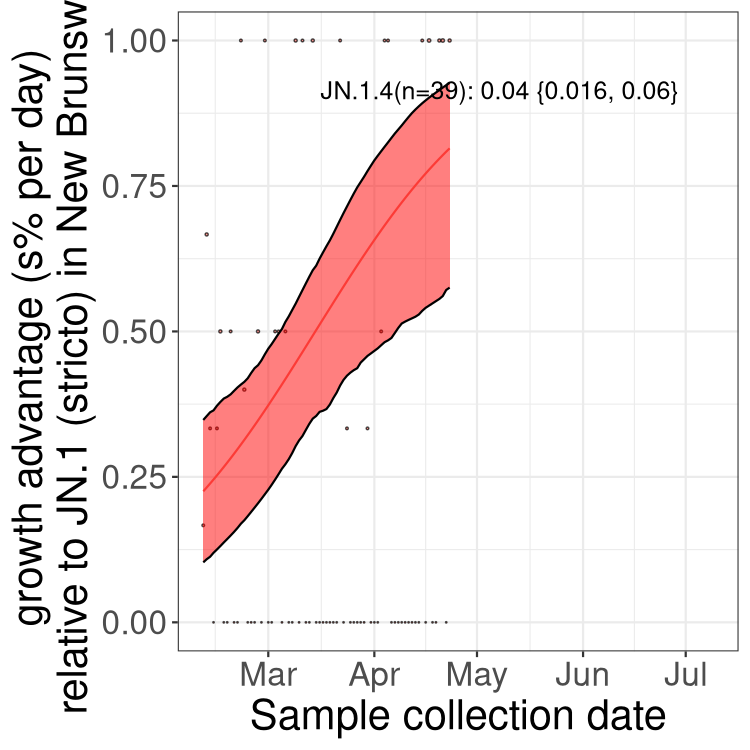 growth advantage (s% per day)
relative to JN.1 (stricto) in New Brunsw
1.00
0.75
0.50
0.25
0.00
JN.1.4(n=39): 0.04 {0.016, 0.06}
Mar Apr May Jun Jul
Sample collection date